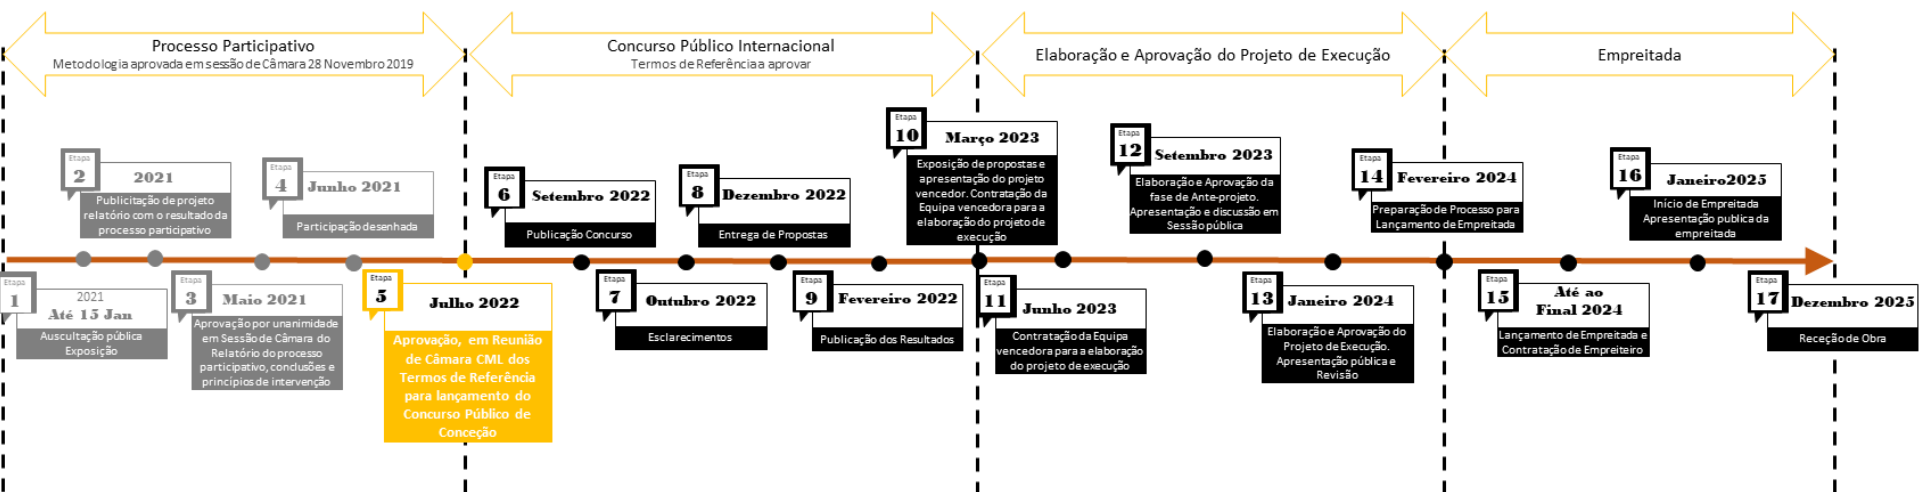 Processo Participativo
Metodologia aprovada em sessão de Câmara 28 Novembro 2019
Concurso Público Internacional
Termos de Referência a aprovar
Elaboração e Aprovação do Projeto de Execução
Empreitada
Etapa
1
2021
Até 15 Jan
Auscultação pública
Exposição
Etapa
2
2021
Publicitação de projeto
relatório com o resultado da
processo participativo
Etapa
3
Maio 2021
Aprovação por unanimidade
em Sessão de Câmara do
Relatório do processo
participativo, conclusões e
princípios de intervenção
Etapa
4
Junho 2021
Participação desenhada
Etapa
5
Julho 2022
Aprovação, em Reunião
de Câmara CML dos
Termos de Referência
para lançamento do
Concurso Público de
Conceção
Etapa
6
Setembro 2022
Publicação Concurso
Etapa
7
Outubro 2022
Esclarecimentos
Etapa
8
Dezembro 2022
Entrega de Propostas
Etapa
9
Fevereiro 2022
Publicação dos Resultados
Etapa
10
Março 2023
Exposição de propostas e
apresentação do projeto
vencedor. Contratação da
Equipa vencedora para a
elaboração do projeto de
execução
Etapa
11
Junho 2023
Contratação da Equipa
vencedora para a elaboração
do projeto de execução
Etapa
12
Setembro 2023
Elaboração e Aprovação da
fase de Ante-projeto.
Apresentação e discussão em
Sessão pública
Etapa
13
Janeiro 2024
Elaboração e Aprovação do
Projeto de Execução.
Apresentação pública e
Revisão
Etapa
14
Fevereiro 2024
Preparação de Processo para
Lançamento de Empreitada
Etapa
15
Até ao
Final 2024
Lançamento de Empreitada e
Contratação de Empreiteiro
Etapa
16
Janeiro2025
Início de Empreitada
Apresentação publica da
empreitada
Etapa
17
Dezembro 2025
Receção de Obra